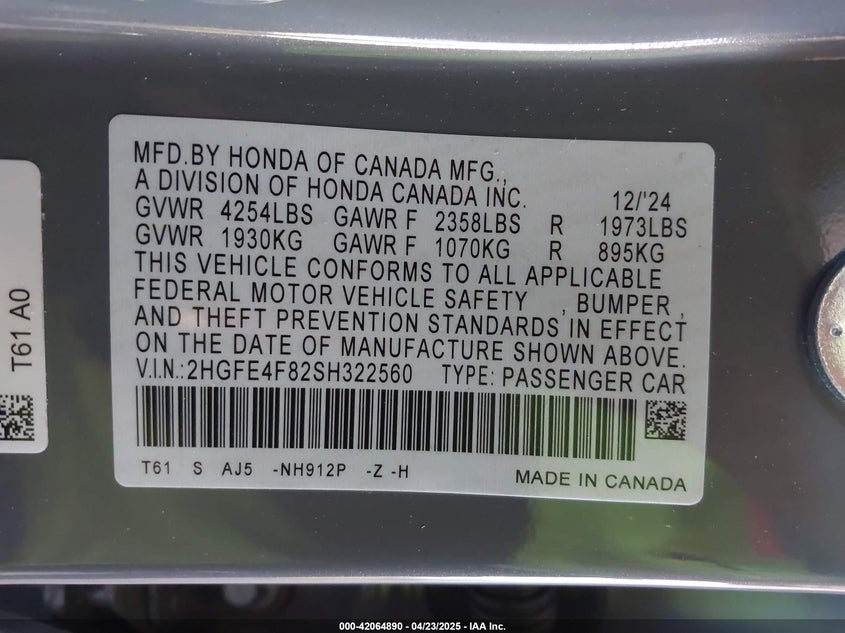 MFD.BY HONDA OF CANADA MFG.,
A DIVISION OF HONDA CANADA INC. 12/'24
GVWR 4254LBS GAWR F 2358LBS R 1973LBS
GVWR 1930KG GAWR F 1070KG R 895KG
THIS VEHICLE CONFORMS TO ALL APPLICABLE
FEDERAL MOTOR VEHICLE SAFETY , BUMPER ,
AND THEFT PREVENTION STANDARDS IN EFFECT
ON THE DATE OF MANUFACTURE SHOWN ABOVE.
V.I.N.:2HGFE4F82SH322560 TYPE: PASSENGER CAR
T61 S AJ5 -NH912P -Z -H
MADE IN CANADA
T61 A0
000-42064890 - 04/23/2025 - IAA Inc.